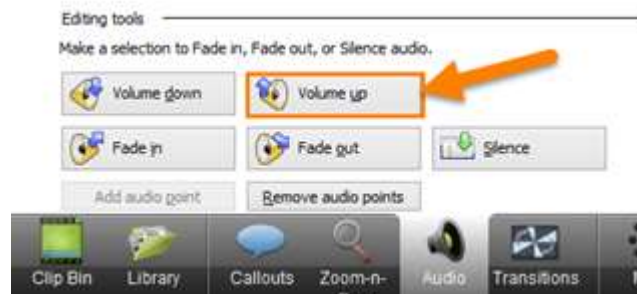 Editing tools
Make a selection to Fade in, Fade out, or Silence audio.
Volume down Volume up
Fade in Fade out Silence
Add audio point Remove audio points
Clip Bin Library Callouts Zoom-n- Audio Transitions